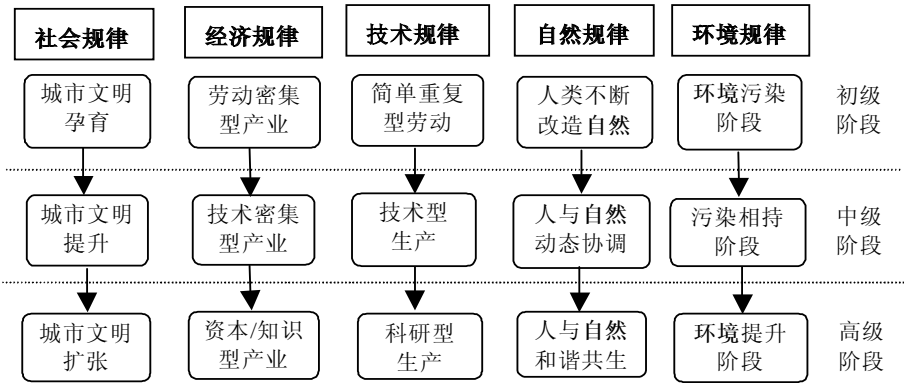 社会规律
经济规律
技术规律
自然规律
环境规律
城市文明
孕育
劳动密集
型产业
简单重复
型劳动
人类不断
改造自然
环境污染
阶段
初级
阶段
城市文明
提升
技术密集
型产业
技术型
生产
人与自然
动态协调
污染相持
阶段
中级
阶段
城市文明
扩张
资本/知识
型产业
科研型
生产
人与自然
和谐共生
环境提升
阶段
高级
阶段